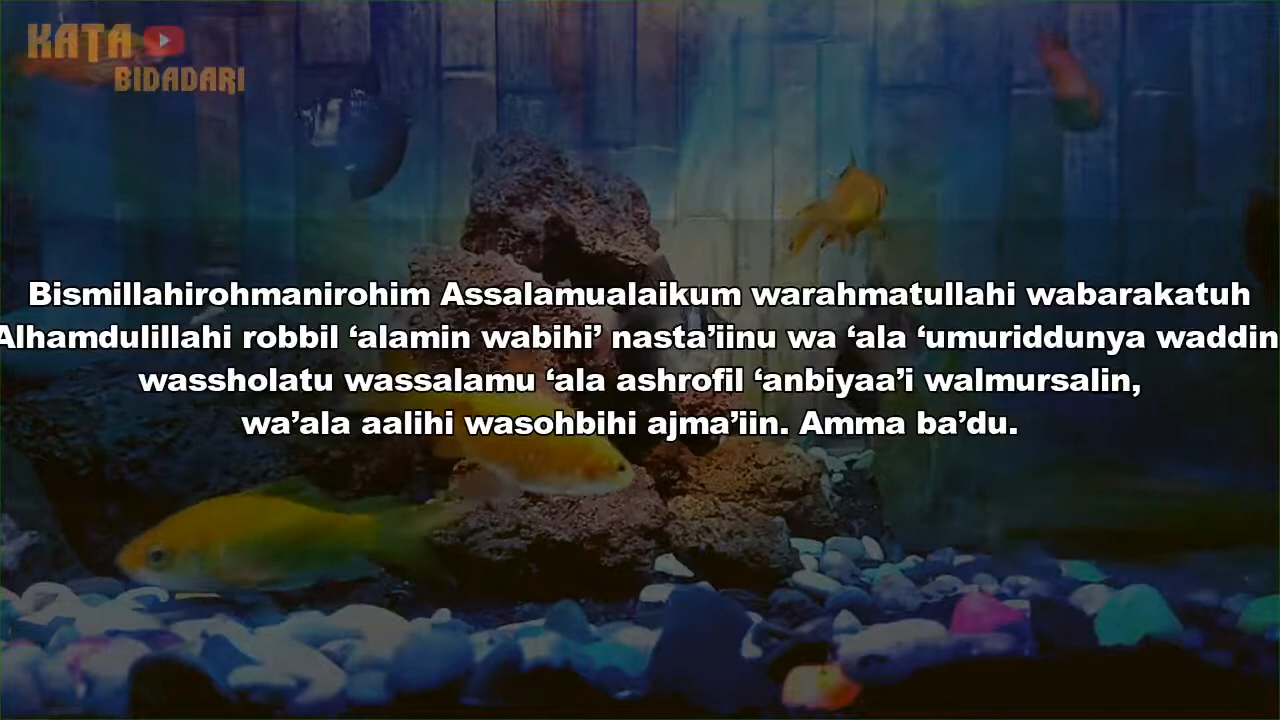 KATA
BIDADARI
Bismillahirohmanirohim Assalamualaikum warahmatullahi wabarakatuh
Alhamdulillahi robbil ‘alamin wabihi’ nasta’iinu wa ‘ala ‘umuriddunya waddin
wassholatu wassalamu ‘ala ashrofil ‘anbiyaa’i walmursalin,
wa’ala aalihi wasohbihi ajma’iin. Amma ba’du.